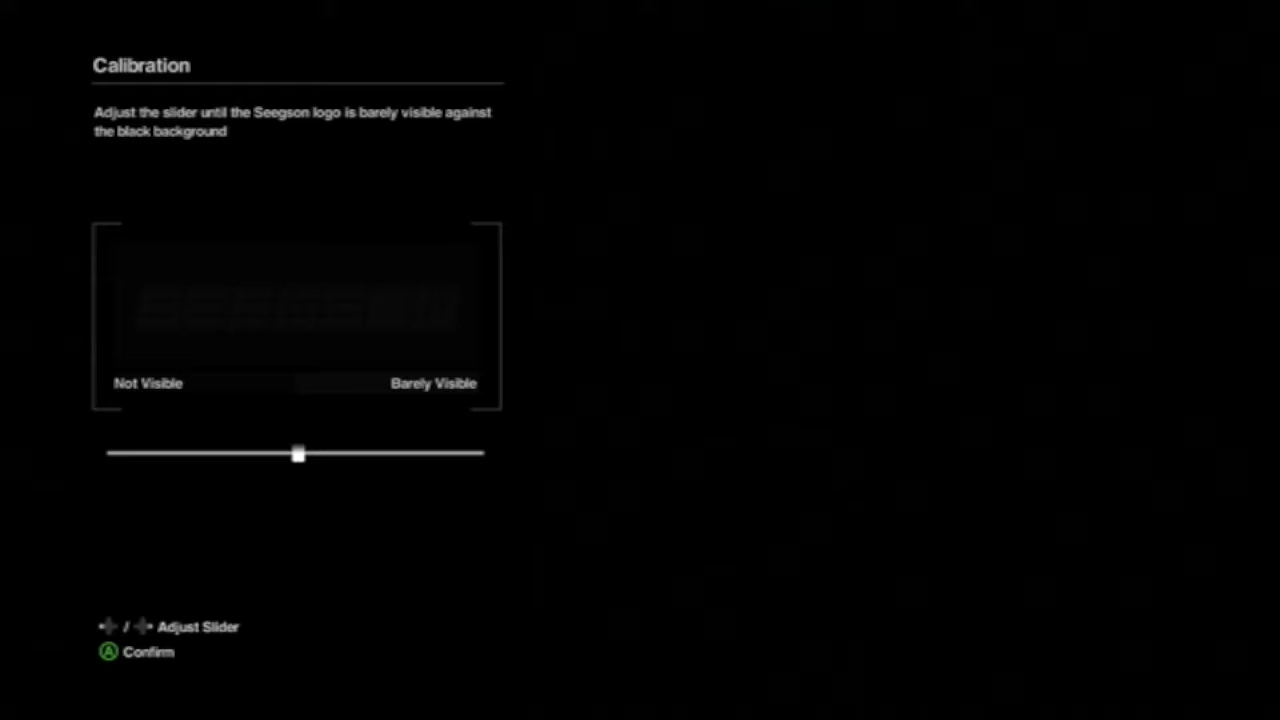 Calibration
Adjust the slider until the Seegson logo is barely visible against
the black background
SEEGSON
Not Visible
Barely Visible
/ Adjust Slider
A Confirm